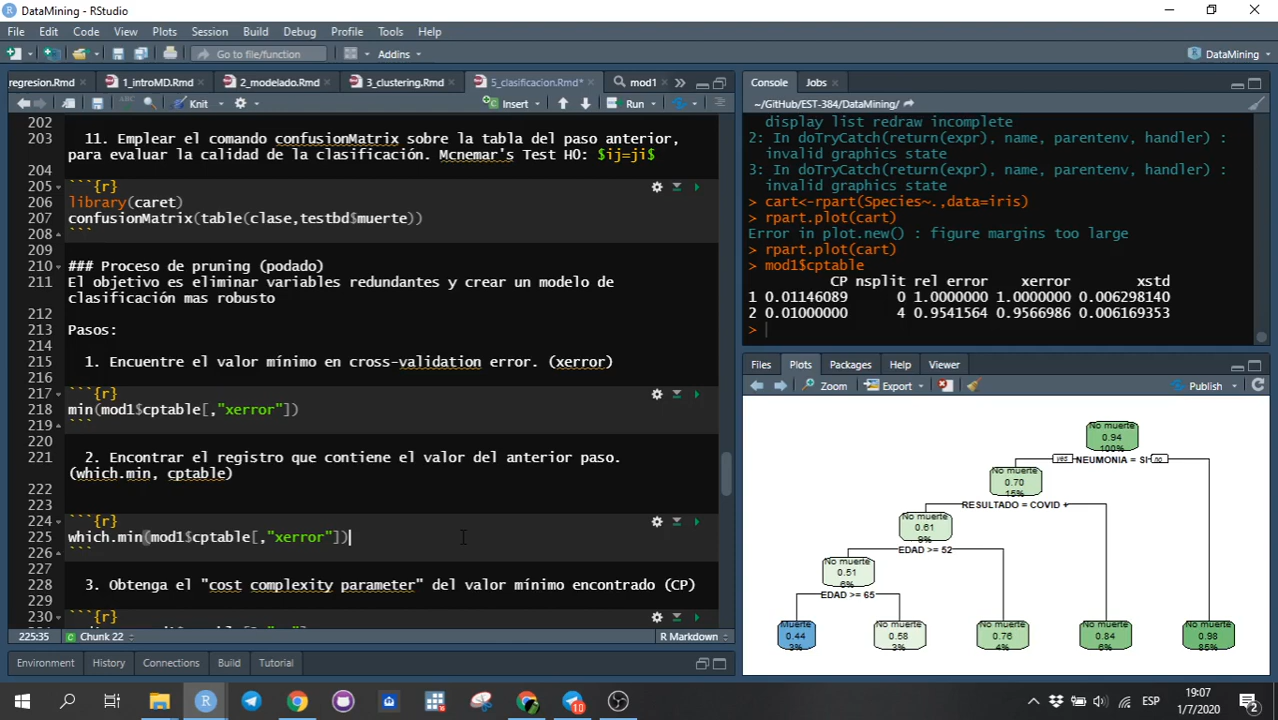 DataMining - RStudio
File Edit Code View Plots Session Build Debug Profile Tools Help
Go to file/function Addins DataMining
regresion.Rmd 1_introMD.Rmd 2_modelado.Rmd 3_clustering.Rmd 5_clasificacion.Rmd* mod1
Knit Insert Run
202
203 11. Emplear el comando confusionMatrix sobre la tabla del paso anterior,
para evaluar la calidad de la clasificación. Mcnemar's Test HO: $ij=ji$
204
205 ```{r}
206 library(caret)
207 confusionMatrix(table(clase,testbd$muerte))
208 ```
209
210 ### Proceso de pruning (podado)
211 El objetivo es eliminar variables redundantes y crear un modelo de
clasificación mas robusto
212
213 Pasos:
214
215 1. Encuentre el valor mínimo en cross-validation error. (xerror)
216
217 ```{r}
218 min(mod1$cptable[,"xerror"])
219 ```
220
221 2. Encontrar el registro que contiene el valor del anterior paso.
(which.min, cptable)
222
223
224 ```{r}
225 which.min(mod1$cptable[,"xerror"])
226 ```
227
228 3. Obtenga el "cost complexity parameter" del valor mínimo encontrado (CP)
229
230 ```{r}
225:35 Chunk 22 R Markdown
Environment History Connections Build Tutorial
Console Jobs
~/GitHub/EST-384/DataMining/
display list redraw incomplete
2: In doTryCatch(return(expr), name, parentenv, handler) :
invalid graphics state
3: In doTryCatch(return(expr), name, parentenv, handler) :
invalid graphics state
> cart<-rpart(Species~.,data=iris)
> rpart.plot(cart)
Error in plot.new() : figure margins too large
> rpart.plot(cart)
> mod1$cptable
CP nsplit rel error xerror xstd
1 0.01146089 0 1.0000000 1.0000000 0.006298140
2 0.01000000 4 0.9541564 0.9566986 0.006169353
>
Files Plots Packages Help Viewer
Zoom Export Publish
No muerte
0.94
100%
yes NEUMONIA = SI no
No muerte
0.70
15%
RESULTADO = COVID +
No muerte
0.61
9%
EDAD >= 52
No muerte
0.51
6%
EDAD >= 65
Muerte
0.44
3%
No muerte
0.58
3%
No muerte
0.76
4%
No muerte
0.84
6%
No muerte
0.98
85%
10
ESP
19:07
1/7/2020
2